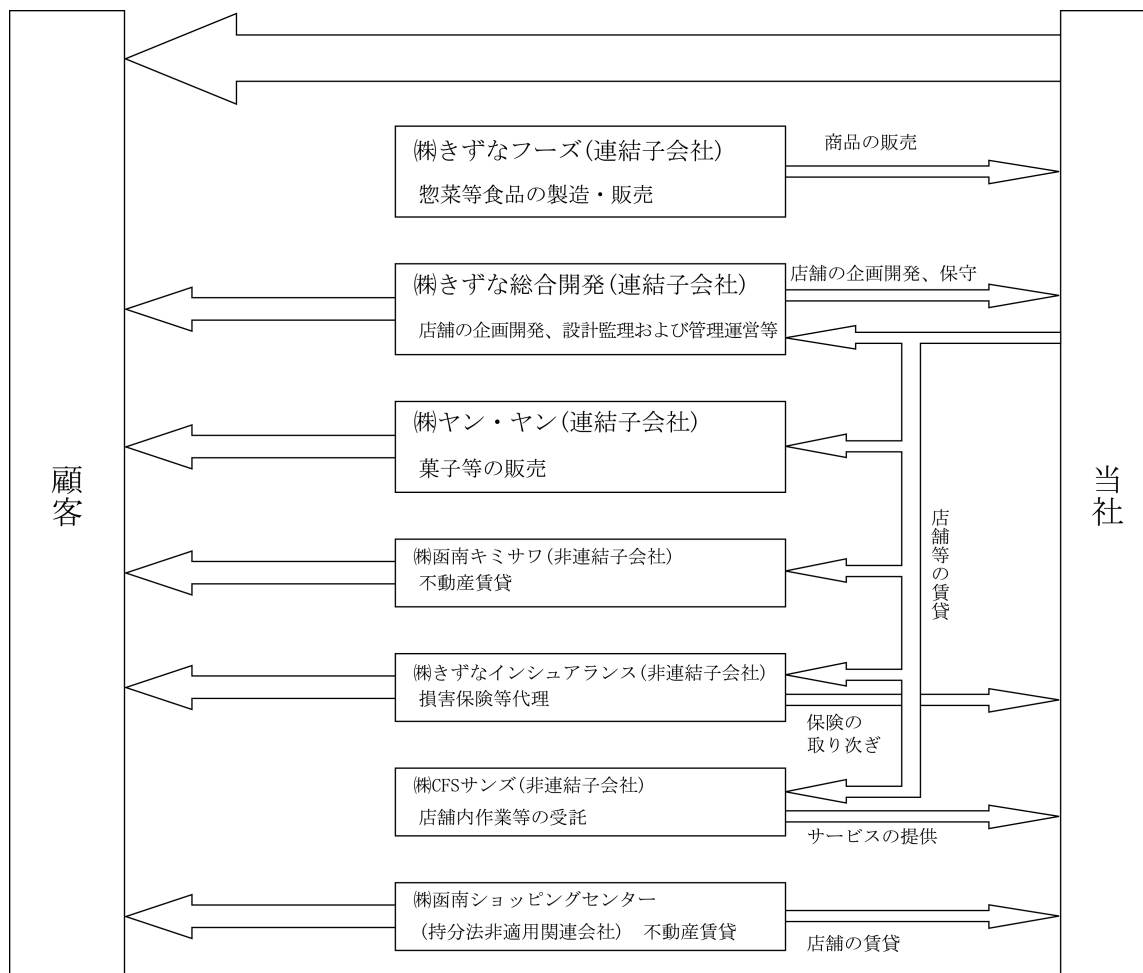 顧客
当社
㈱きずなフーズ(連結子会社)
惣菜等食品の製造・販売
商品の販売
㈱きずな総合開発(連結子会社)
店舗の企画開発、設計監理および管理運営等
店舗の企画開発、保守
㈱ヤン・ヤン(連結子会社)
菓子等の販売
店舗等の賃貸
㈱函南キミサワ(非連結子会社)
不動産賃貸
㈱きずなインシュアランス(非連結子会社)
損害保険等代理
保険の
取り次ぎ
㈱CFSサンズ(非連結子会社)
店舗内作業等の受託
サービスの提供
㈱函南ショッピングセンター
(持分法非適用関連会社)　不動産賃貸
店舗の賃貸